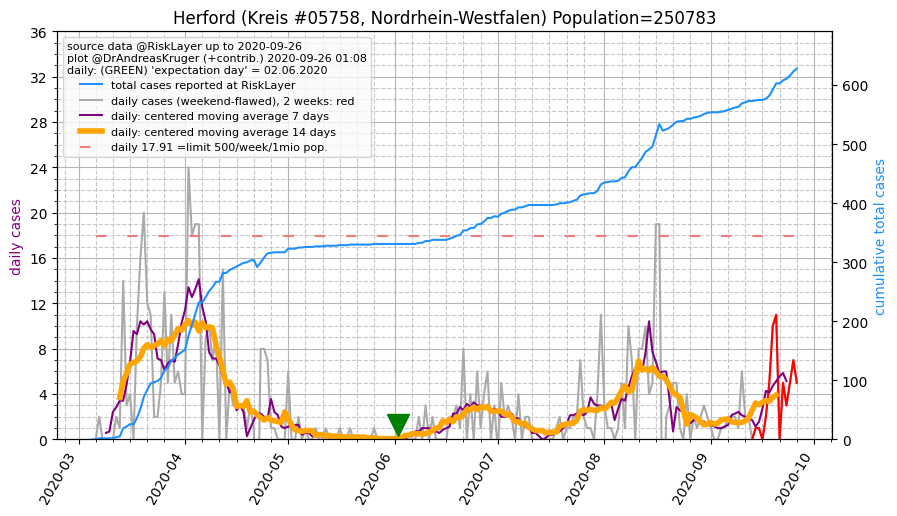 Herford (Kreis #05758, Nordrhein-Westfalen) Population=250783
source data @RiskLayer up to 2020-09-26
plot @DrAndreasKruger (+contrib.) 2020-09-26 01:08
daily: (GREEN) 'expectation day' = 02.06.2020
total cases reported at RiskLayer
daily cases (weekend-flawed), 2 weeks: red
daily: centered moving average 7 days
daily: centered moving average 14 days
daily 17.91 =limit 500/week/1mio pop.
daily cases
36
32
28
24
20
16
12
8
4
0
cumulative total cases
600
500
400
300
200
100
0
2020-03
2020-04
2020-05
2020-06
2020-07
2020-08
2020-09
2020-10